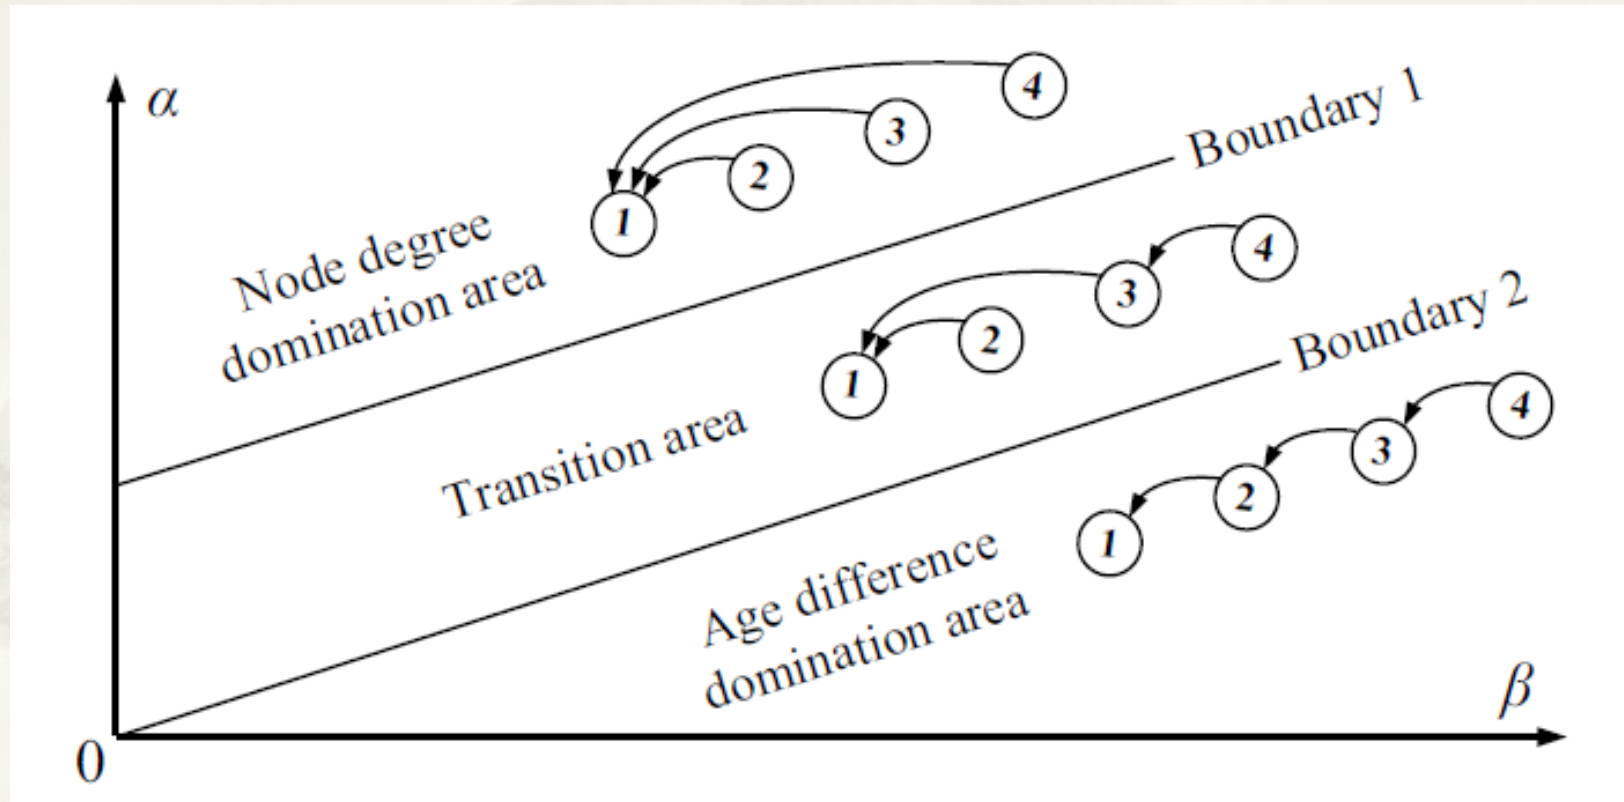 α
4
3
2
1
Boundary 1
Node degree
domination area
4
3
2
1
Boundary 2
Transition area
4
3
2
1
Age difference
domination area
β
0